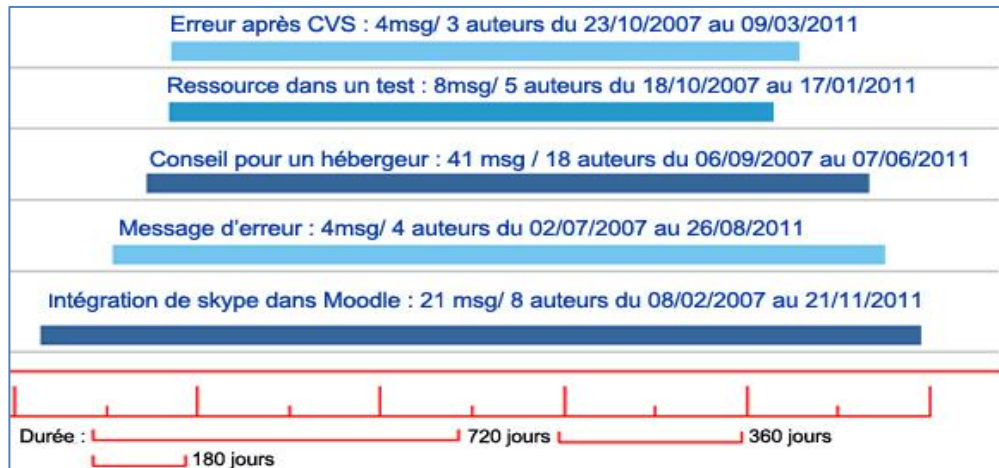 Erreur après CVS : 4msg/ 3 auteurs du 23/10/2007 au 09/03/2011
Ressource dans un test : 8msg/ 5 auteurs du 18/10/2007 au 17/01/2011
Conseil pour un hébergeur : 41 msg / 18 auteurs du 06/09/2007 au 07/06/2011
Message d'erreur : 4msg/ 4 auteurs du 02/07/2007 au 26/08/2011
Intégration de skype dans Moodle : 21 msg/ 8 auteurs du 08/02/2007 au 21/11/2011
Durée : 720 jours 360 jours
180 jours